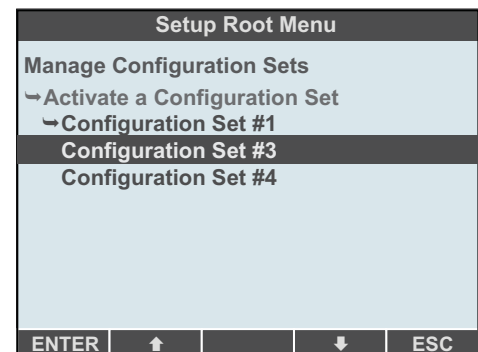 Setup Root Menu
Manage Configuration Sets
➥Activate a Configuration Set
➥Configuration Set #1
Configuration Set #3
Configuration Set #4
ENTER ⬆ ⬇ ESC